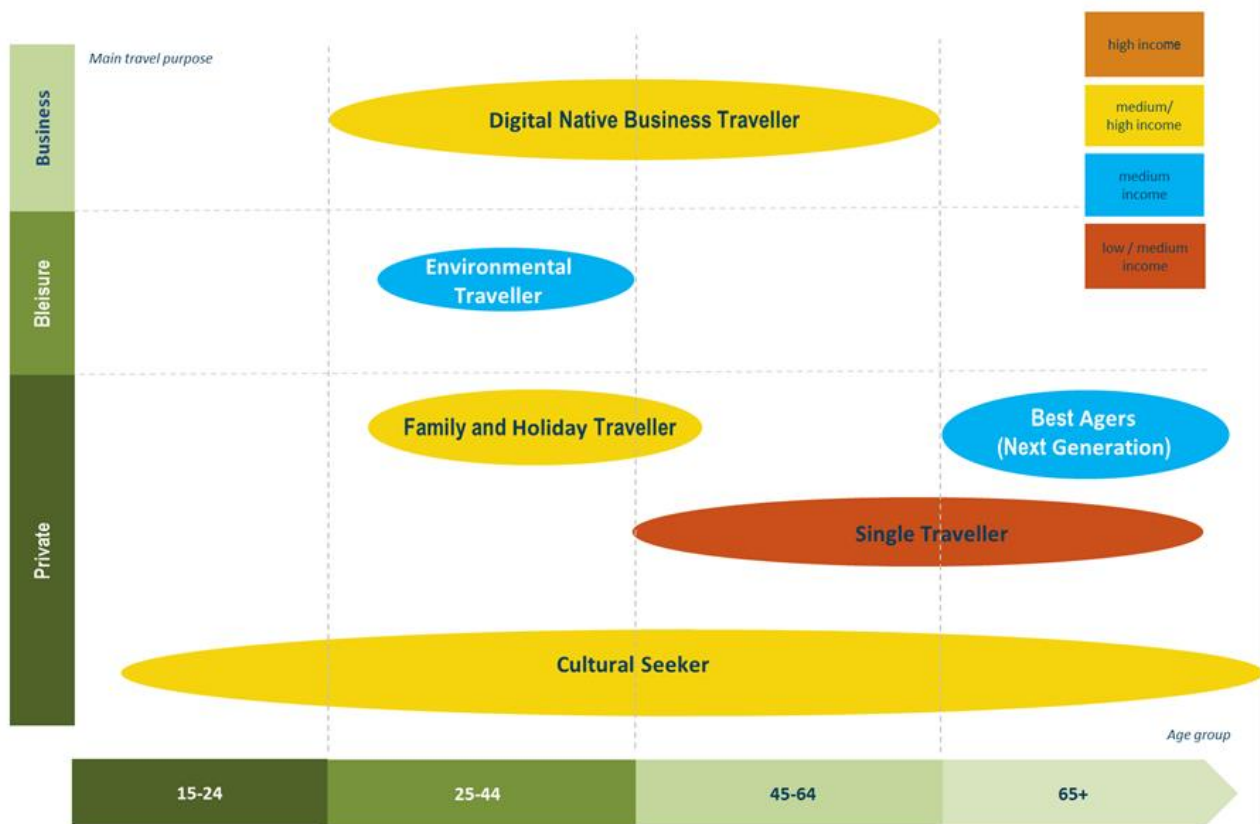 Main travel purpose
high income
medium/
high income
medium
income
low / medium
income
Business
Digital Native Business Traveller
Bleisure
Environmental
Traveller
Private
Family and Holiday Traveller
Best Agers
(Next Generation)
Single Traveller
Cultural Seeker
Age group
15-24
25-44
45-64
65+